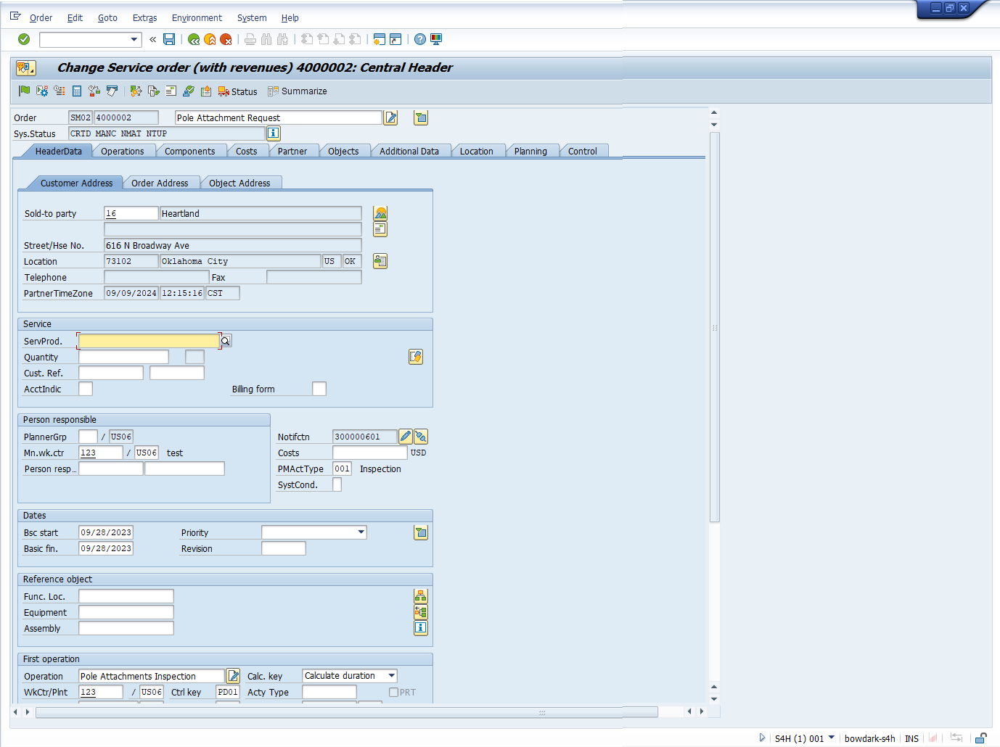 Order Edit Goto Extras Environment System Help
Change Service order (with revenues) 4000002: Central Header
Status Summarize
Order SM02 4000002 Pole Attachment Request
Sys.Status CRTD MANC NMAT NTUP
HeaderData Operations Components Costs Partner Objects Additional Data Location Planning Control
Customer Address Order Address Object Address
Sold-to party 16 Heartland
Street/Hse No. 616 N Broadway Ave
Location 73102 Oklahoma City US OK
Telephone Fax
PartnerTimeZone 09/09/2024 12:15:16 CST
Service
ServProd.
Quantity
Cust. Ref.
AcctIndic Billing form
Person responsible
PlannerGrp / US06 Notifctn 300000601
Mn.wk.ctr 123 / US06 test Costs USD
Person resp... PMActType 001 Inspection
SystCond.
Dates
Bsc start 09/28/2023 Priority
Basic fin. 09/28/2023 Revision
Reference object
Func. Loc.
Equipment
Assembly
First operation
Operation Pole Attachments Inspection Calc. key Calculate duration
WkCtr/Plnt 123 / US06 Ctrl key PD01 Acty Type PRT
S4H (1) 001 bowdark-s4h INS